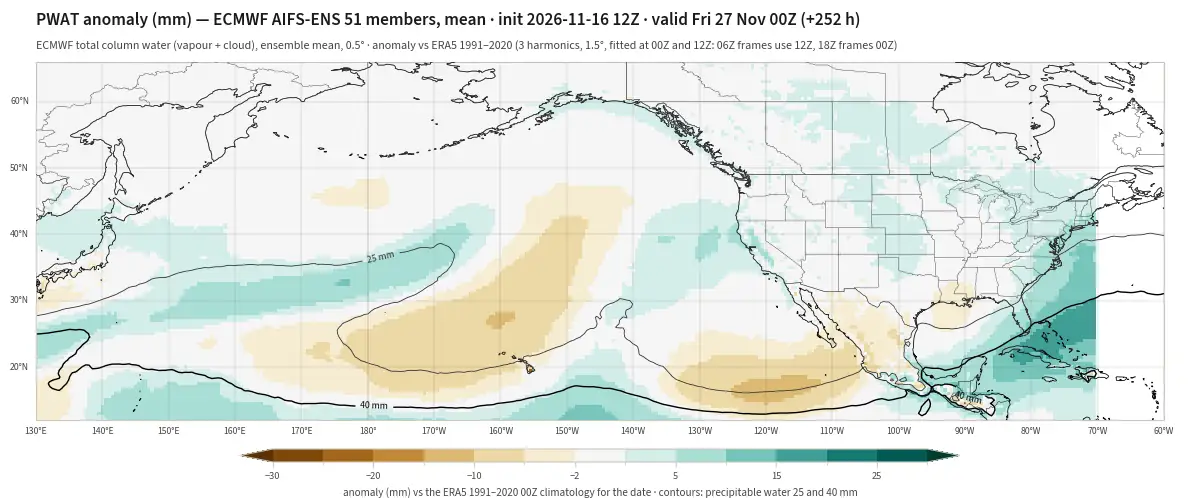 PWAT anomaly (mm) — ECMWF AIFS-ENS 51 members, mean · init 2026-11-16 12Z · valid Fri 27 Nov 00Z (+252 h)
ECMWF total column water (vapour + cloud), ensemble mean, 0.5° · anomaly vs ERA5 1991–2020 (3 harmonics, 1.5°, fitted at 00Z and 12Z: 06Z frames use 12Z, 18Z frames 00Z)
60°N
50°N
40°N
30°N
20°N
25 mm
40 mm
40 mm
130°E 140°E 150°E 160°E 170°E 180° 170°W 160°W 150°W 140°W 130°W 120°W 110°W 100°W 90°W 80°W 70°W 60°W
−30 −20 −10 −2 5 15 25
anomaly (mm) vs the ERA5 1991–2020 00Z climatology for the date · contours: precipitable water 25 and 40 mm